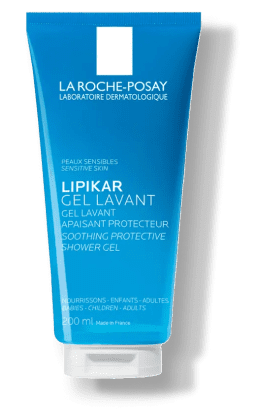 LA ROCHE-POSAY
LABORATOIRE DERMATOLOGIQUE
PEAUX SENSIBLES
SENSITIVE SKIN
LIPIKAR
GEL LAVANT
GEL LAVANT
APAISANT PROTECTEUR
SOOTHING PROTECTIVE
SHOWER GEL
NOURRISSONS - ENFANTS - ADULTES
BABIES - CHILDREN - ADULTS
200 ml Made in France